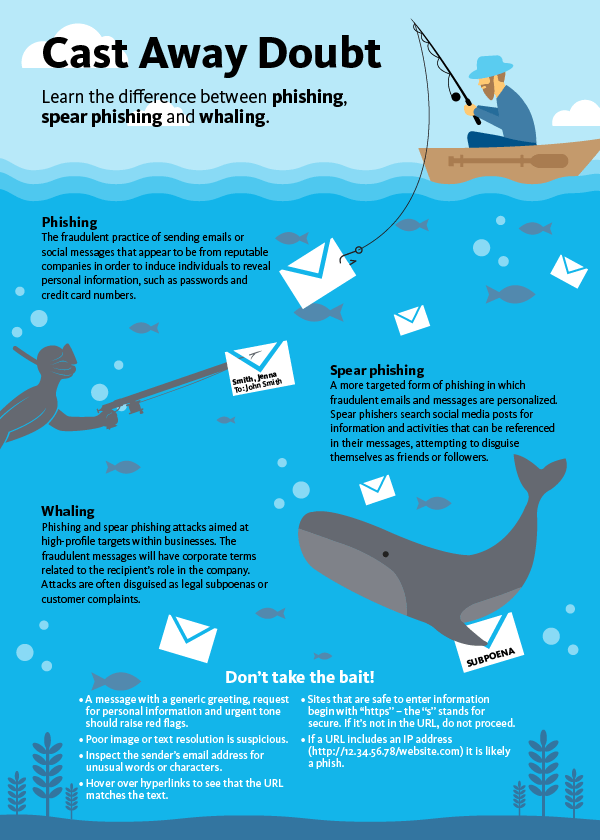 Cast Away Doubt
Learn the difference between phishing,
spear phishing and whaling.
Phishing
The fraudulent practice of sending emails or
social messages that appear to be from reputable
companies in order to induce individuals to reveal
personal information, such as passwords and
credit card numbers.
Smith, Jenna
To: John Smith
Spear phishing
A more targeted form of phishing in which
fraudulent emails and messages are personalized.
Spear phishers search social media posts for
information and activities that can be referenced
in their messages, attempting to disguise
themselves as friends or followers.
Whaling
Phishing and spear phishing attacks aimed at
high-profile targets within businesses. The
fraudulent messages will have corporate terms
related to the recipient's role in the company.
Attacks are often disguised as legal subpoenas or
customer complaints.
SUBPOENA
Don't take the bait!
• A message with a generic greeting, request
for personal information and urgent tone
should raise red flags.
• Poor image or text resolution is suspicious.
• Inspect the sender's email address for
unusual words or characters.
• Hover over hyperlinks to see that the URL
matches the text.
• Sites that are safe to enter information
begin with "https" – the "s" stands for
secure. If it's not in the URL, do not proceed.
• If a URL includes an IP address
(http://12.34.56.78/website.com) it is likely
a phish.